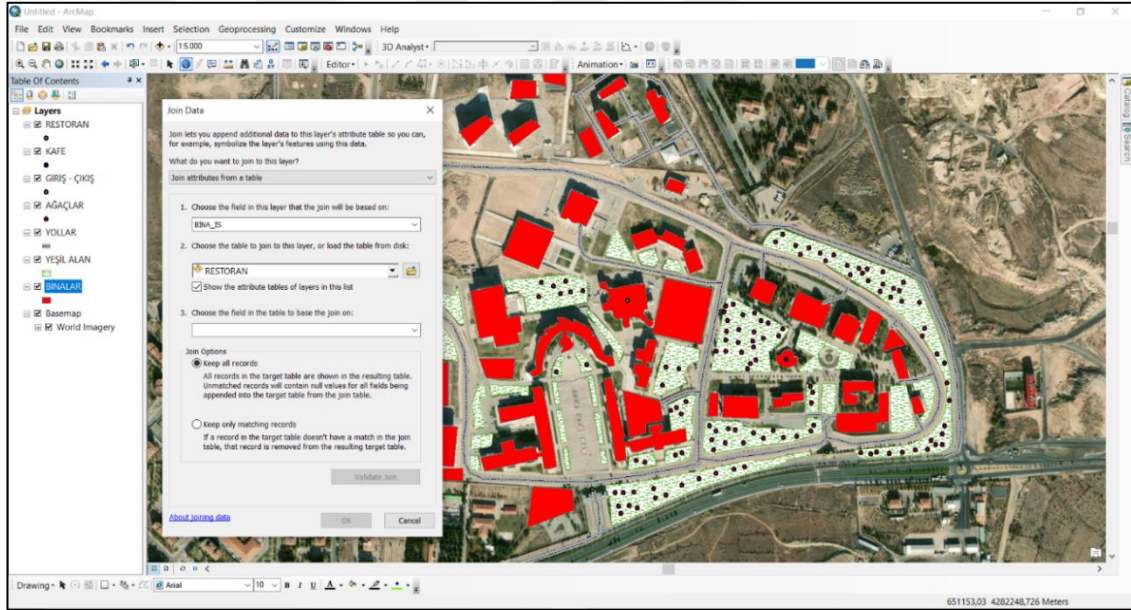 Untitled - ArcMap
File Edit View Bookmarks Insert Selection Geoprocessing Customize Windows Help
1:5.000
3D Analyst
Editor
Animation
Table Of Contents
Layers
RESTORAN
KAFE
GİRİŞ - ÇIKIŞ
AĞAÇLAR
YOLLAR
YEŞİL ALAN
BİNALAR
Basemap
World Imagery
Join Data
Join lets you append additional data to this layer's attribute table so you can,
for example, symbolize the layer's features using this data.
What do you want to join to this layer?
Join attributes from a table
1. Choose the field in this layer that the join will be based on:
BİNA_İS
2. Choose the table to join to this layer, or load the table from disk:
RESTORAN
Show the attribute tables of layers in this list
3. Choose the field in the table to base the join on:
Join Options
Keep all records
All records in the target table are shown in the resulting table.
Unmatched records will contain null values for all fields being
appended into the target table from the join table.
Keep only matching records
If a record in the target table doesn't have a match in the join
table, that record is removed from the resulting target table.
Validate Join
About joining data
OK
Cancel
Catalog
Search
Drawing
Arial
10
B I U A
651153,03 4282248,726 Meters